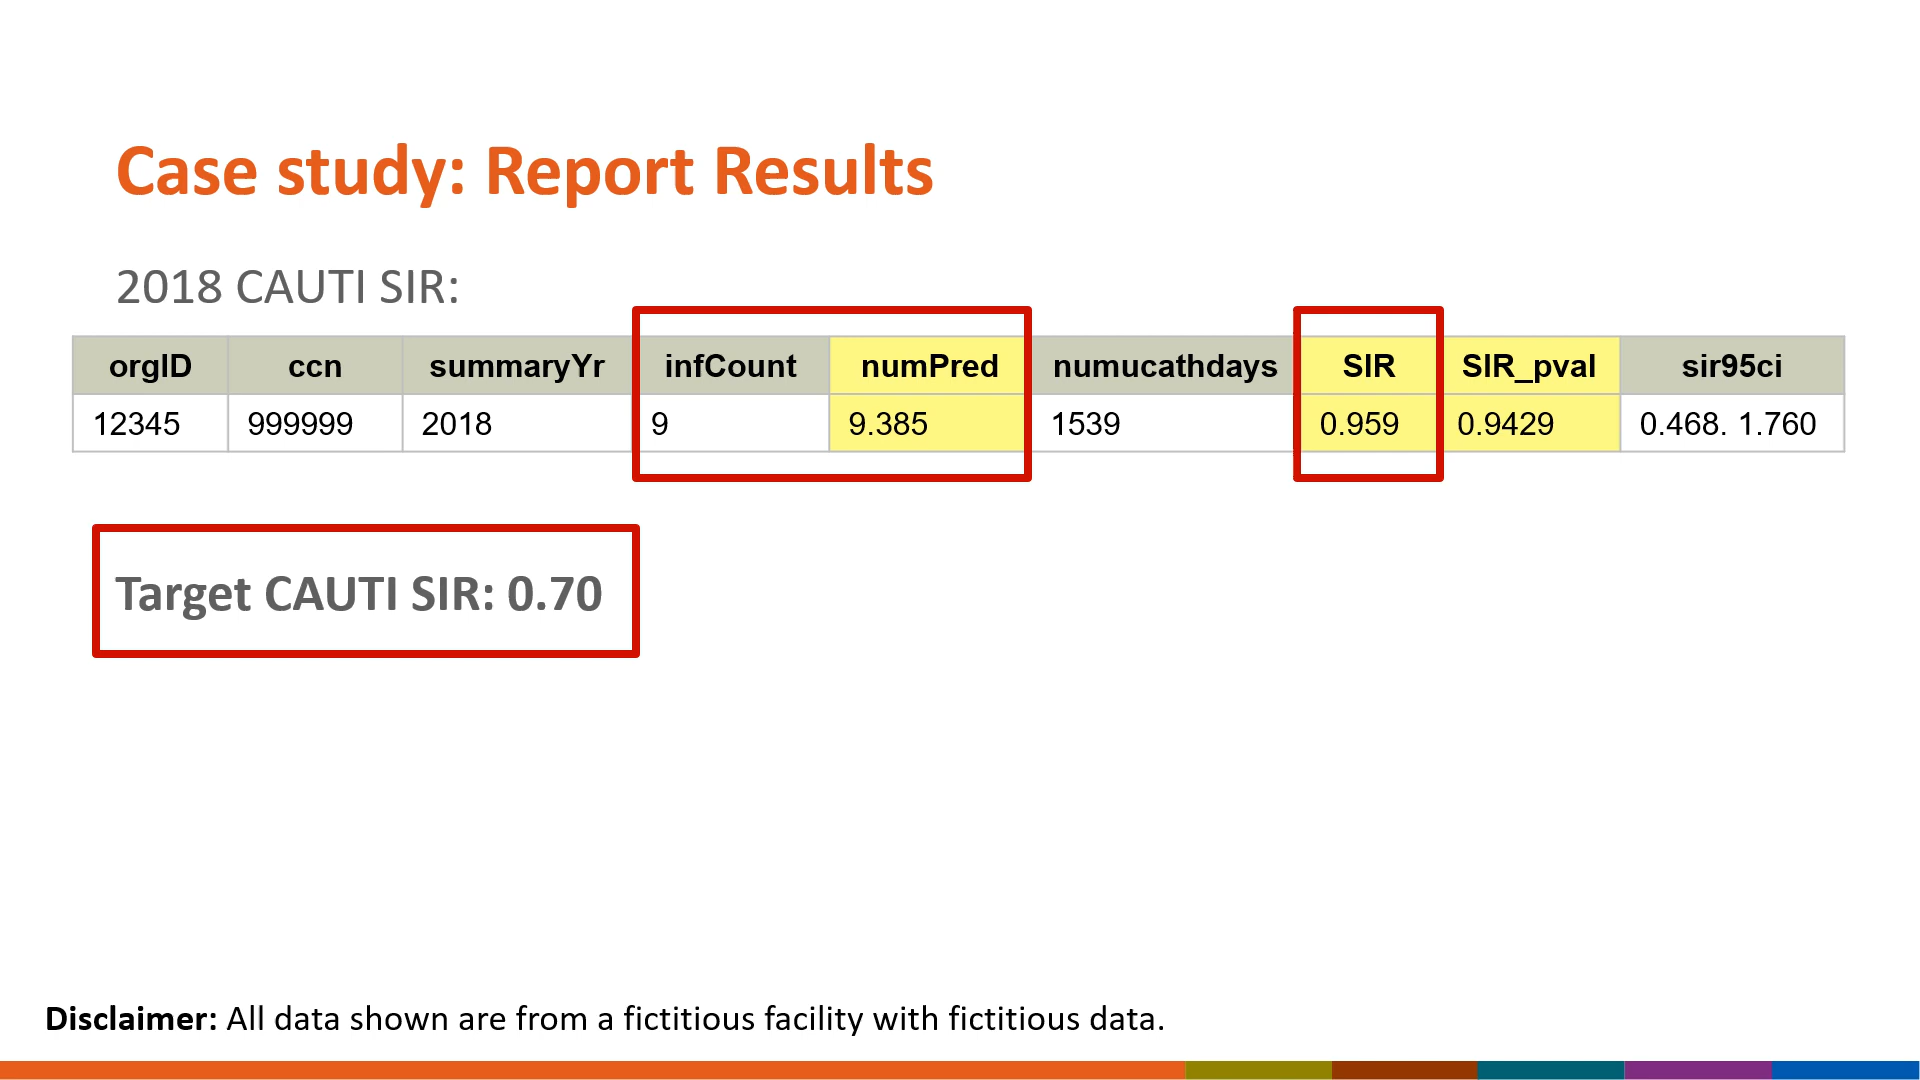 Case study: Report Results
2018 CAUTI SIR:
orgID ccn summaryYr infCount numPred numucathdays SIR SIR_pval sir95ci
12345 999999 2018 9 9.385 1539 0.959 0.9429 0.468. 1.760
Target CAUTI SIR: 0.70
Disclaimer: All data shown are from a fictitious facility with fictitious data.